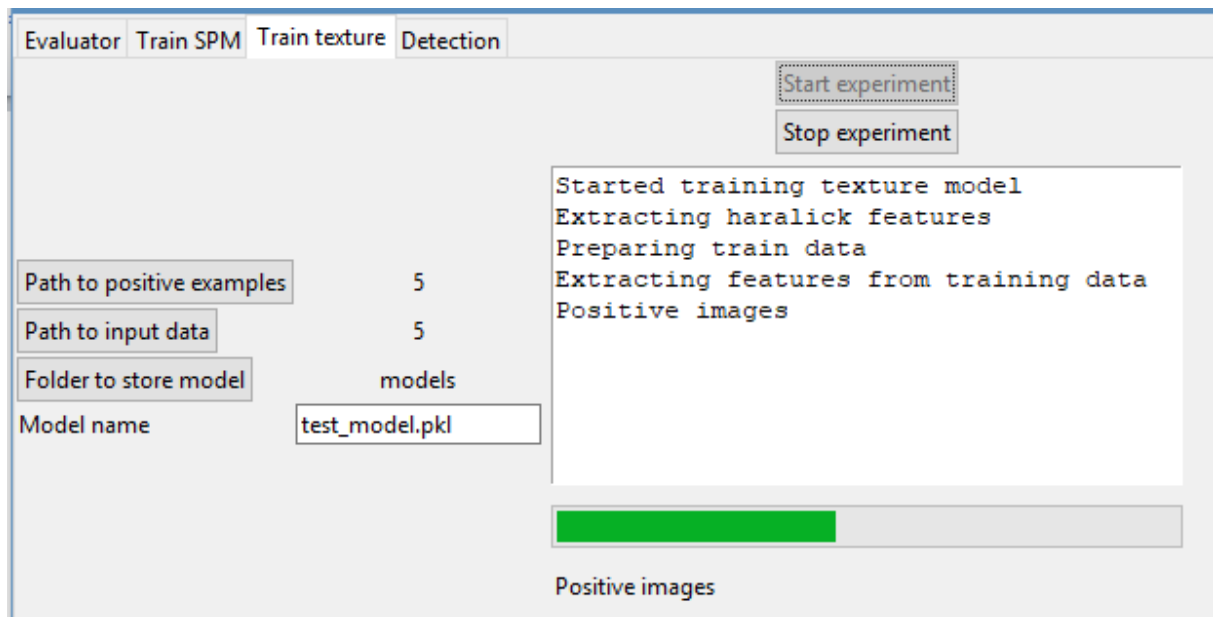 Evaluator Train SPM Train texture Detection
Start experiment
Stop experiment
Started training texture model
Extracting haralick features
Preparing train data
Extracting features from training data
Positive images
Path to positive examples 5
Path to input data 5
Folder to store model models
Model name test_model.pkl
Positive images